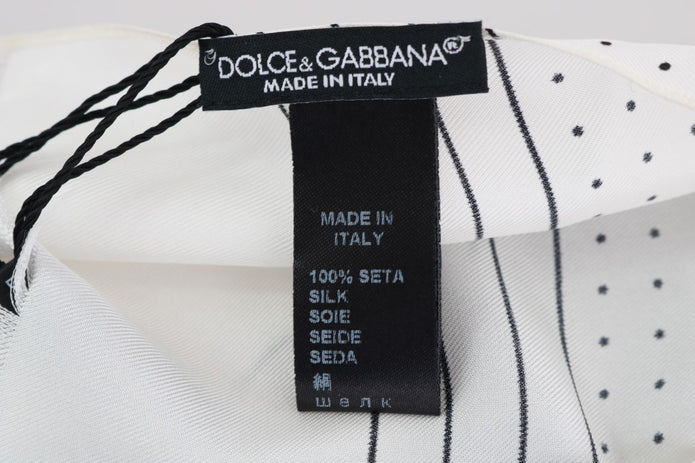 DOLCE&GABBANA
MADE IN ITALY
MADE IN
ITALY
100% SETA
SILK
SOIE
SEIDE
SEDA
絹
шелк